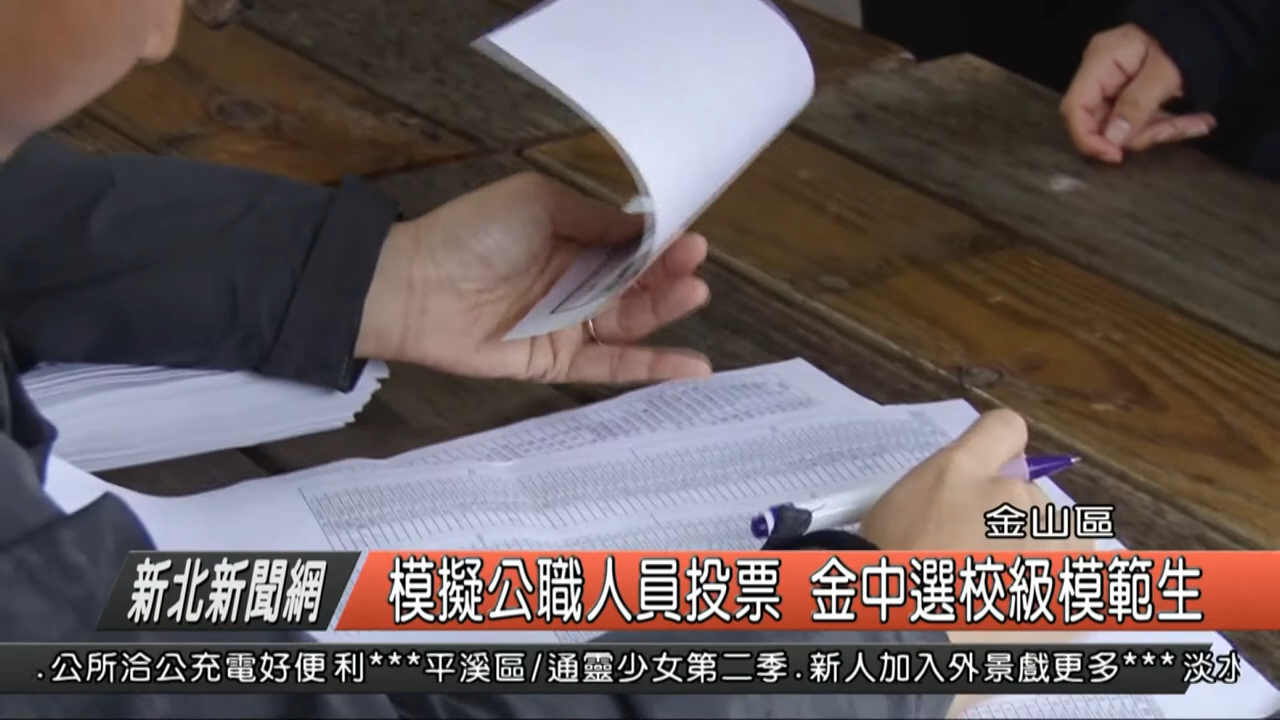 金山區
新北新聞網
模擬公職人員投票 金中選校級模範生
.公所洽公充電好便利***平溪區/通靈少女第二季.新人加入外景戲更多***淡水